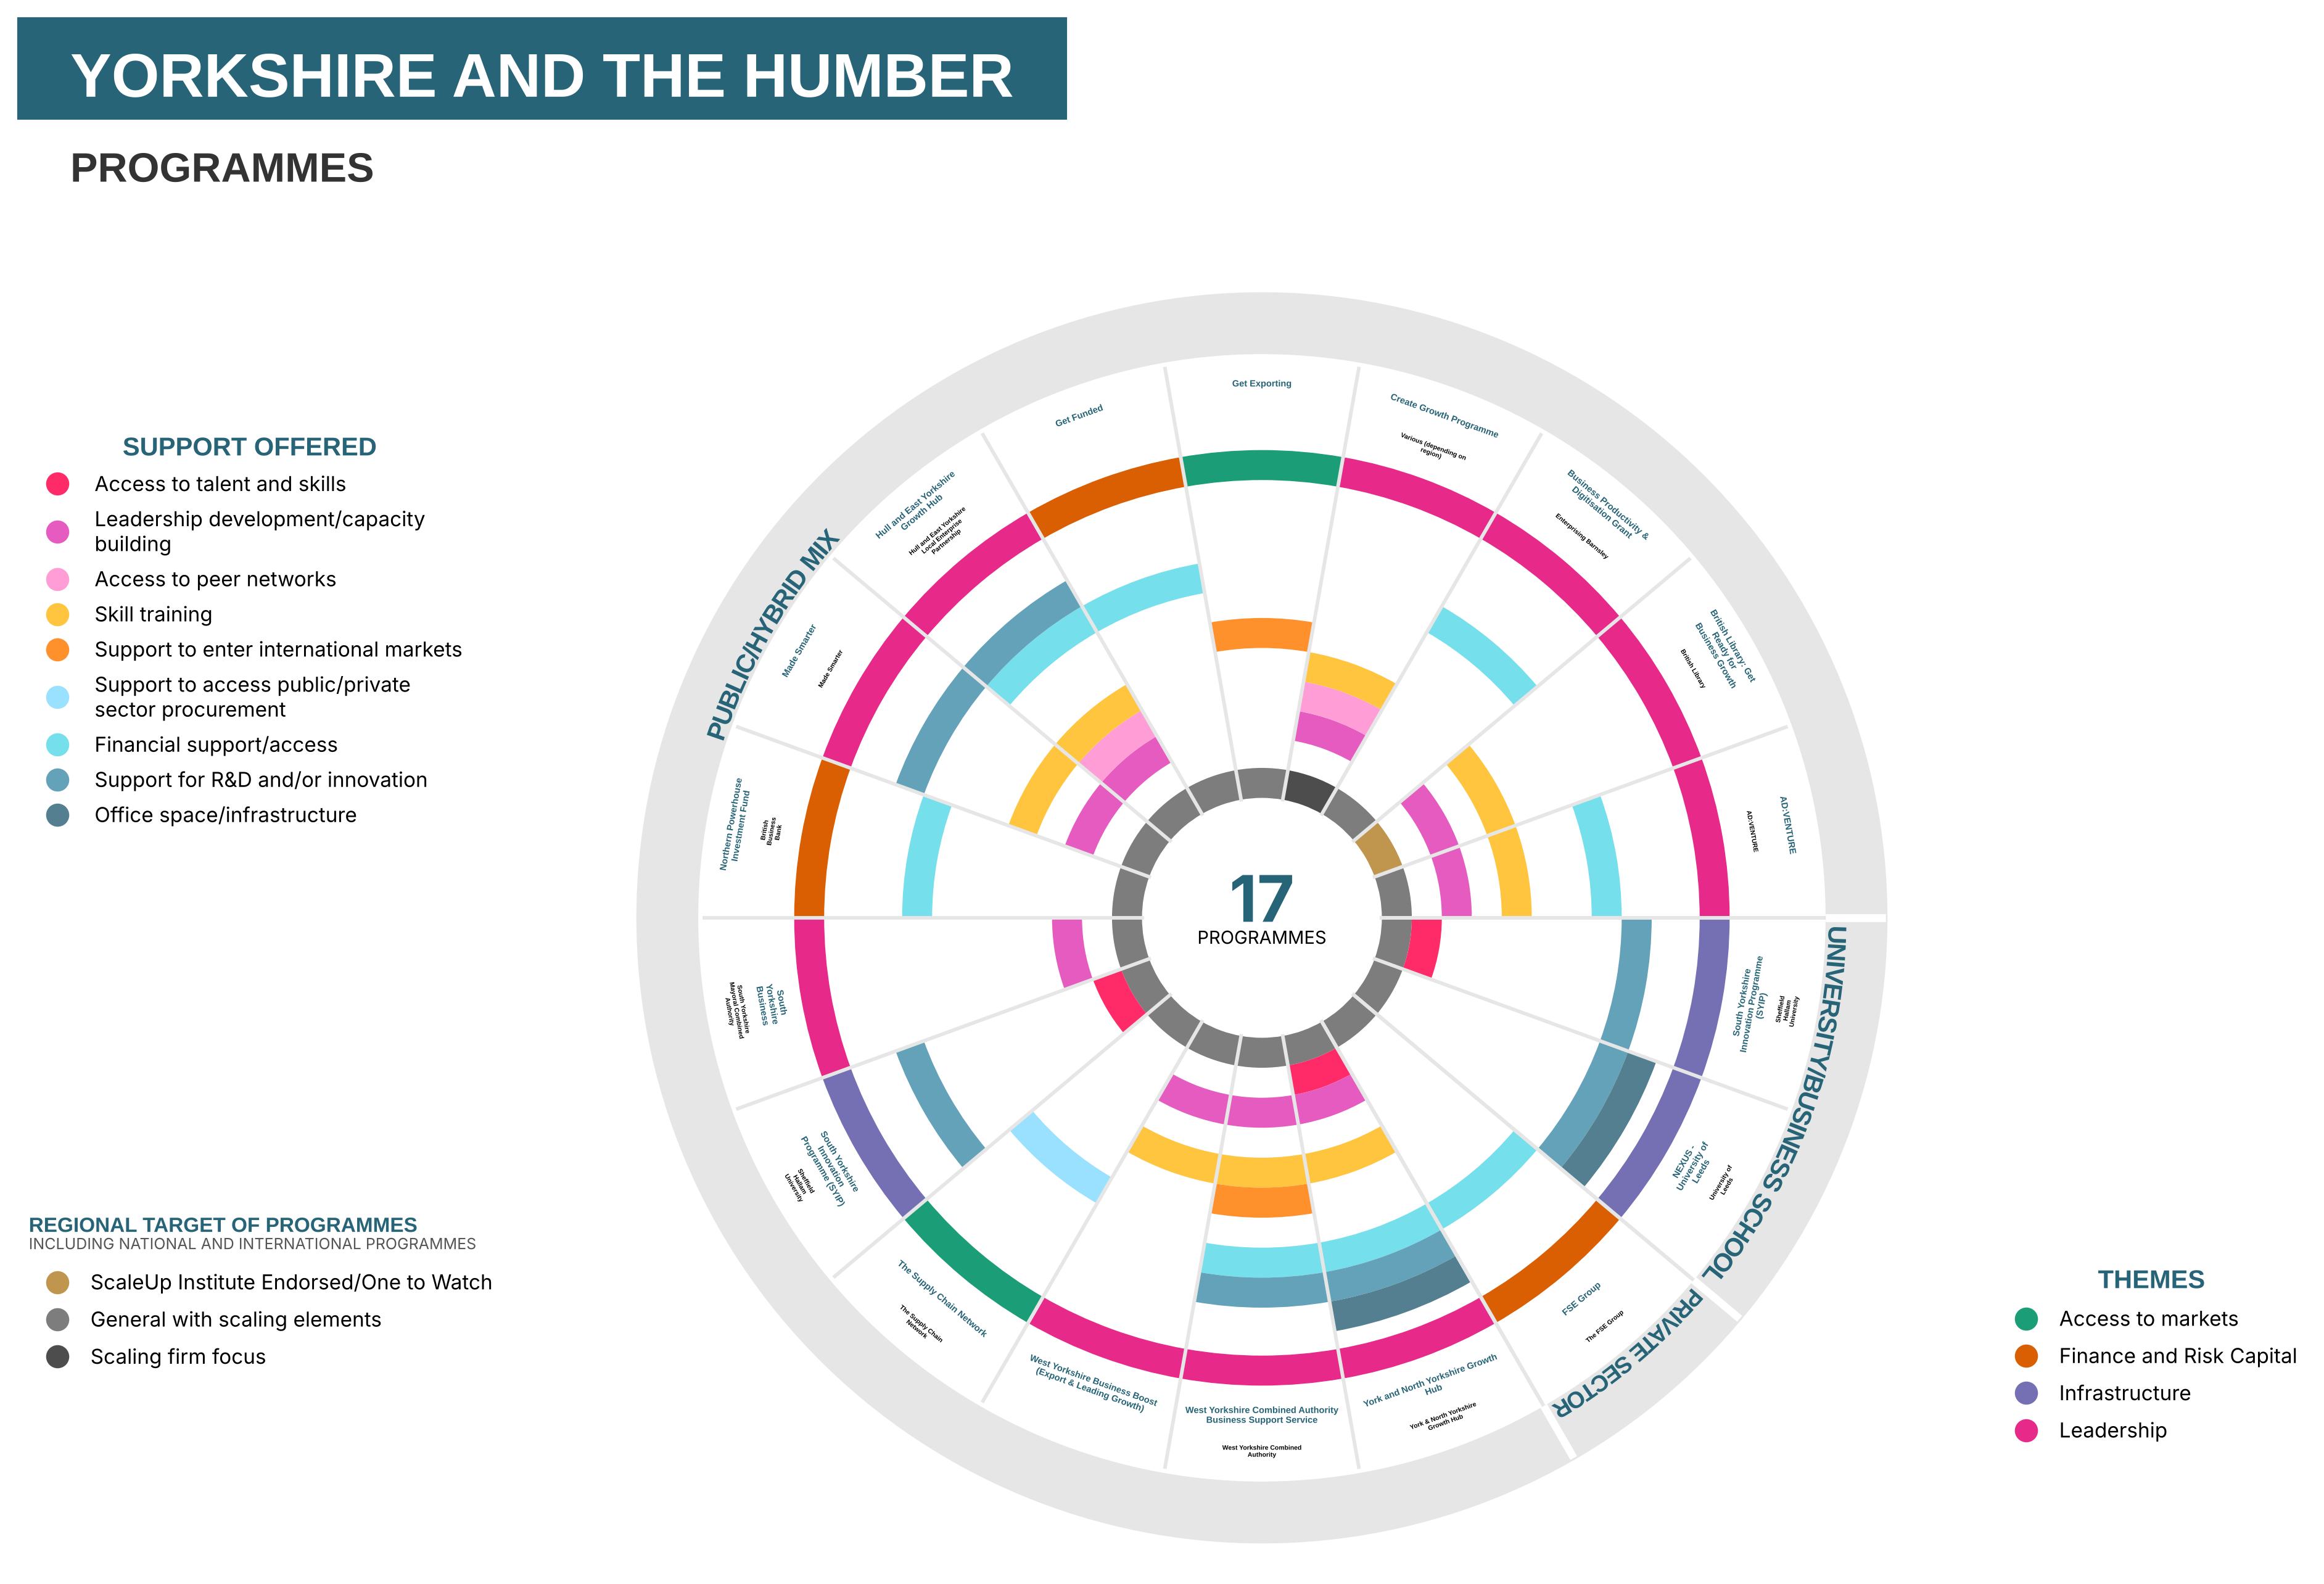 YORKSHIRE AND THE HUMBER
PROGRAMMES
SUPPORT OFFERED
Access to talent and skills
Leadership development/capacity
building
Access to peer networks
Skill training
Support to enter international markets
Support to access public/private
sector procurement
Financial support/access
Support for R&D and/or innovation
Office space/infrastructure
REGIONAL TARGET OF PROGRAMMES
INCLUDING NATIONAL AND INTERNATIONAL PROGRAMMES
ScaleUp Institute Endorsed/One to Watch
General with scaling elements
Scaling firm focus
PUBLIC/HYBRID MIX
Get Exporting
Create Growth Programme
Various (depending on
region)
Business Productivity &
Digitisation Grant
Enterprising Barnsley
British Library: Get
Ready for
Business Growth
British Library
AD:VENTURE
AD:VENTURE
UNIVERSITY/BUSINESS SCHOOL
South Yorkshire
Innovation Programme
(SYIP)
Sheffield
Hallam
University
NEXUS -
University of
Leeds
University of
Leeds
PRIVATE SECTOR
FSE Group
The FSE Group
York and North Yorkshire Growth
Hub
York & North Yorkshire
Growth Hub
West Yorkshire Combined Authority
Business Support Service
West Yorkshire Combined
Authority
West Yorkshire Business Boost
(Export & Leading Growth)
The Supply Chain Network
The Supply Chain
Network
South Yorkshire
Innovation
Programme (SYIP)
Sheffield
Hallam
University
South
Yorkshire
Business
South Yorkshire
Mayoral Combined
Authority
Northern Powerhouse
Investment Fund
British
Business
Bank
Made Smarter
Made Smarter
Hull and East Yorkshire
Growth Hub
Hull and East Yorkshire
Local Enterprise
Partnership
Get Funded
17
PROGRAMMES
THEMES
Access to markets
Finance and Risk Capital
Infrastructure
Leadership